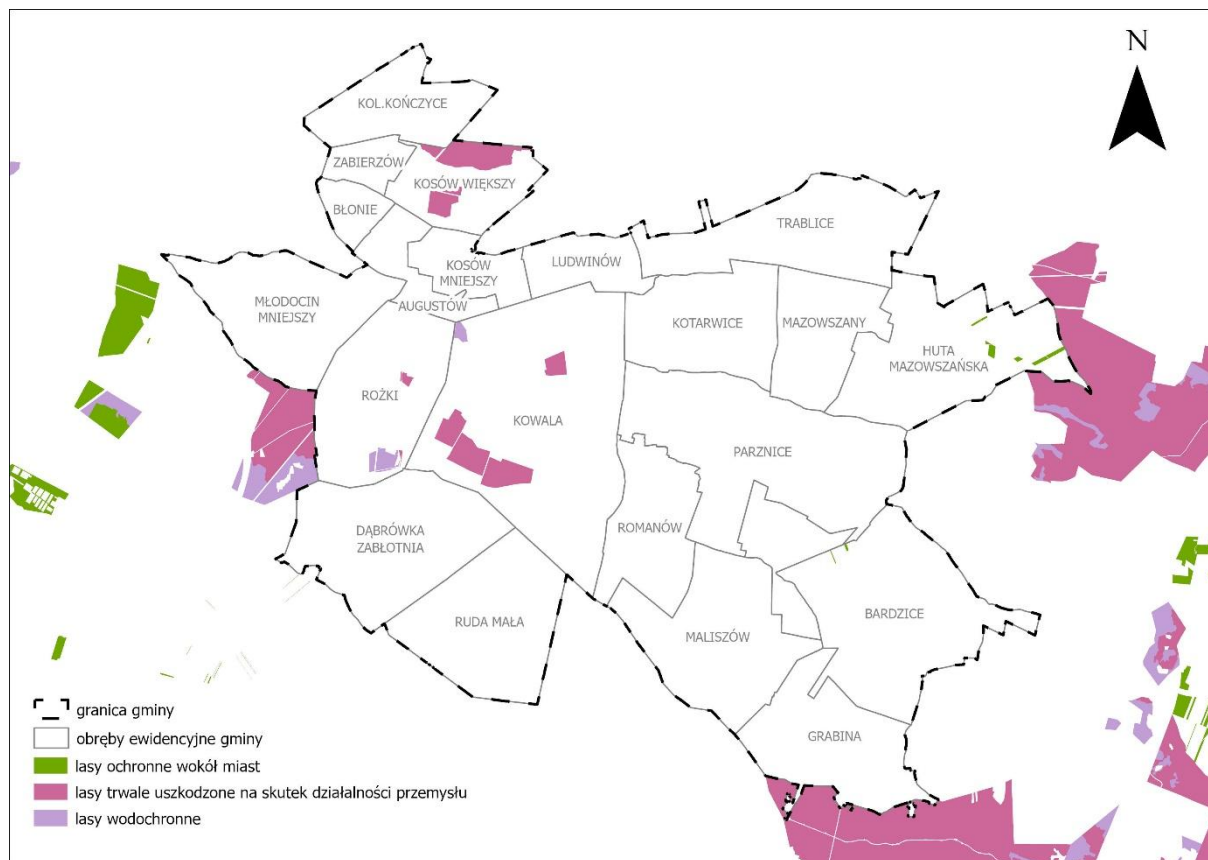 N
KOL.KOŃCZYCE
ZABIERZÓW
KOSÓW WIĘKSZY
BŁONIE
TRABLICE
KOSÓW
MNIEJSZY
LUDWINÓW
MŁODOCIN
MNIEJSZY
AUGUSTÓW
KOTARWICE
MAZOWSZANY
HUTA
MAZOWSZAŃSKA
ROŻKI
KOWALA
PARZNICE
ROMANÓW
DĄBRÓWKA
ZABŁOTNIA
RUDA MAŁA
MALISZÓW
BARDZICE
GRABINA
granica gminy
obręby ewidencyjne gminy
lasy ochronne wokół miast
lasy trwale uszkodzone na skutek działalności przemysłu
lasy wodochronne